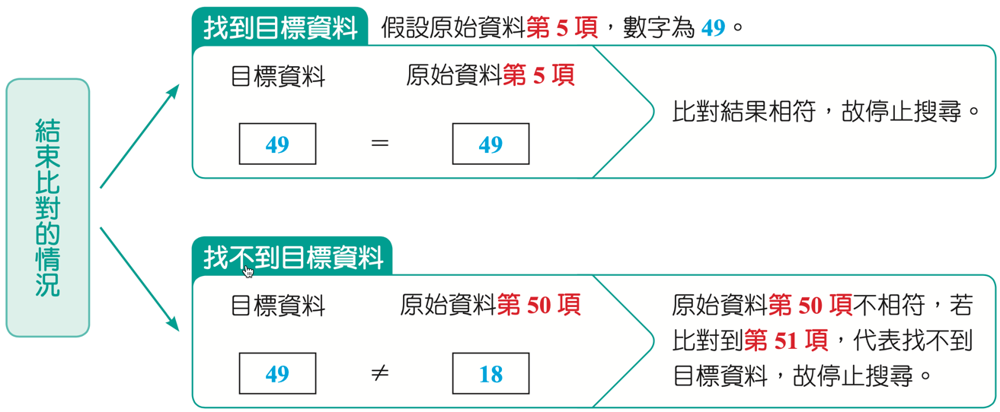 結束比對的情況
找到目標資料
假設原始資料第 5 項，數字為 49。
目標資料
原始資料第 5 項
49
=
49
比對結果相符，故停止搜尋。
找不到目標資料
目標資料
原始資料第 50 項
49
≠
18
原始資料第 50 項不相符，若
比對到第 51 項，代表找不到
目標資料，故停止搜尋。